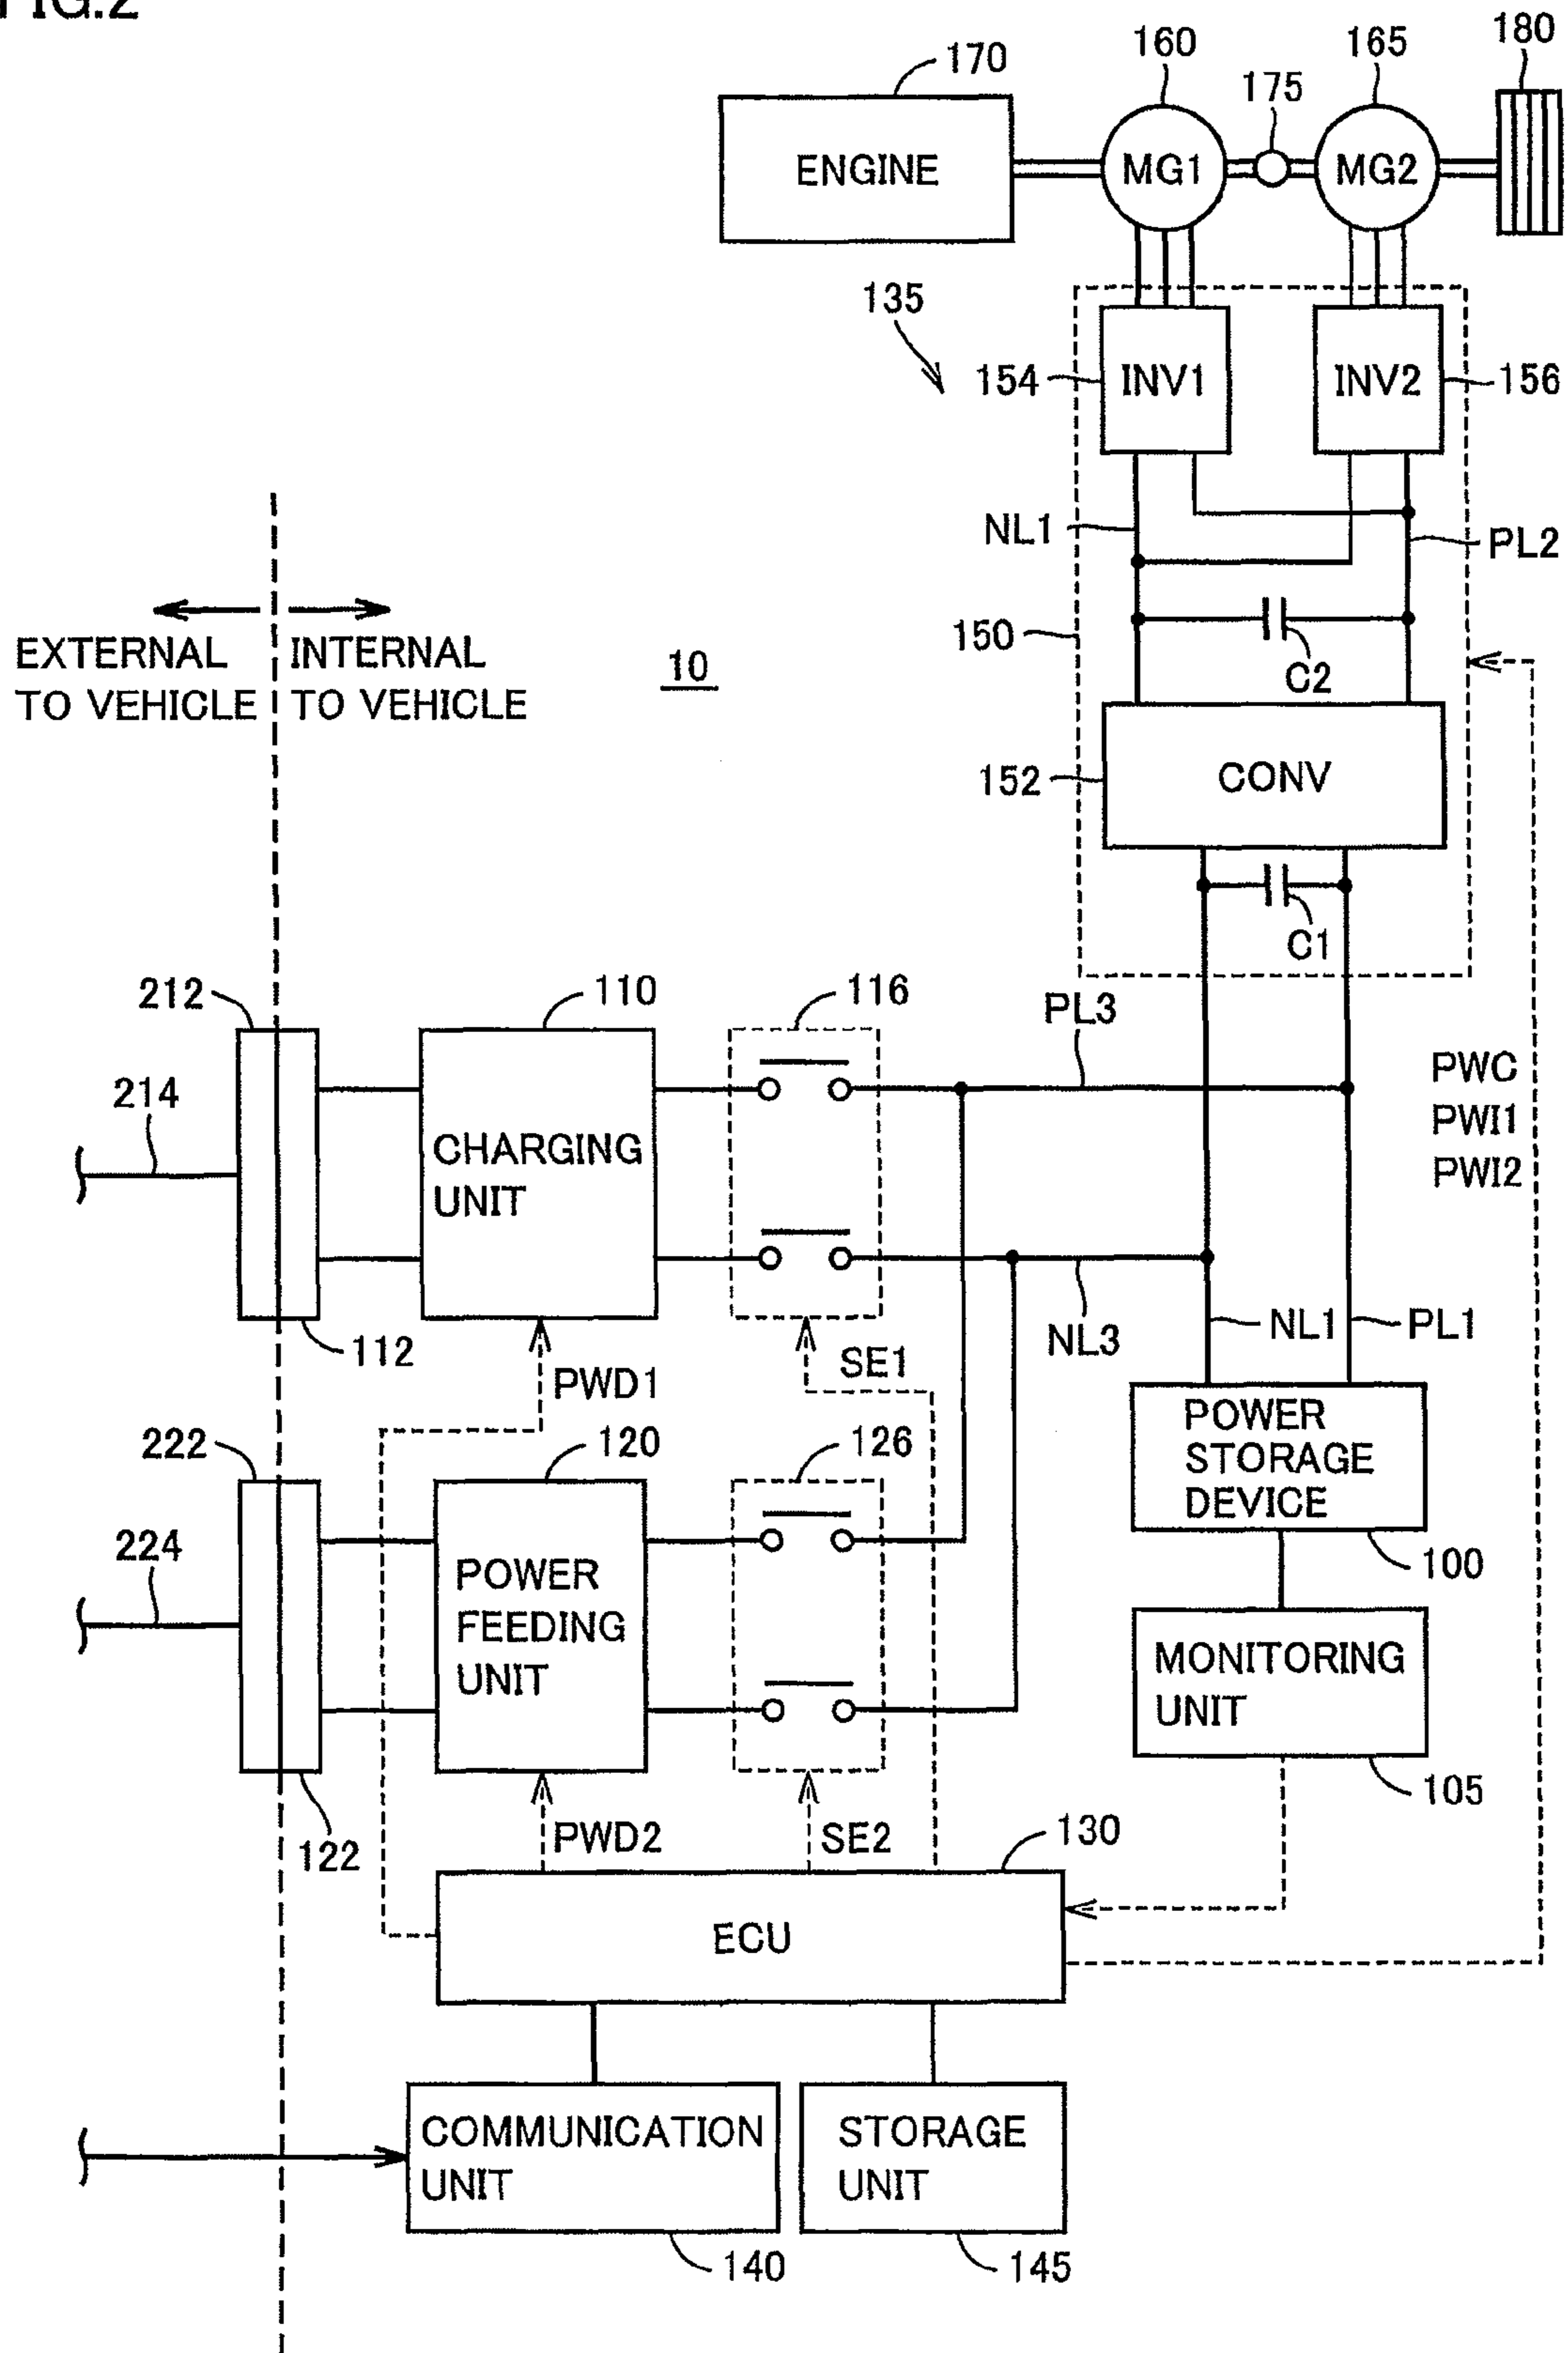 FIG.2
180
160
165
170
175
ENGINE
MG1
MG2
135
154
INV1
INV2
156
NL1
PL2
EXTERNAL
TO VEHICLE
INTERNAL
TO VEHICLE
10
150
C2
152
CONV
C1
212
110
116
PL3
214
PWC
PWI1
PWI2
CHARGING
UNIT
112
PWD1
SE1
NL3
NL1
PL1
222
120
126
POWER
STORAGE
DEVICE
224
100
POWER
FEEDING
UNIT
MONITORING
UNIT
105
122
PWD2
SE2
130
ECU
COMMUNICATION
UNIT
STORAGE
UNIT
140
145